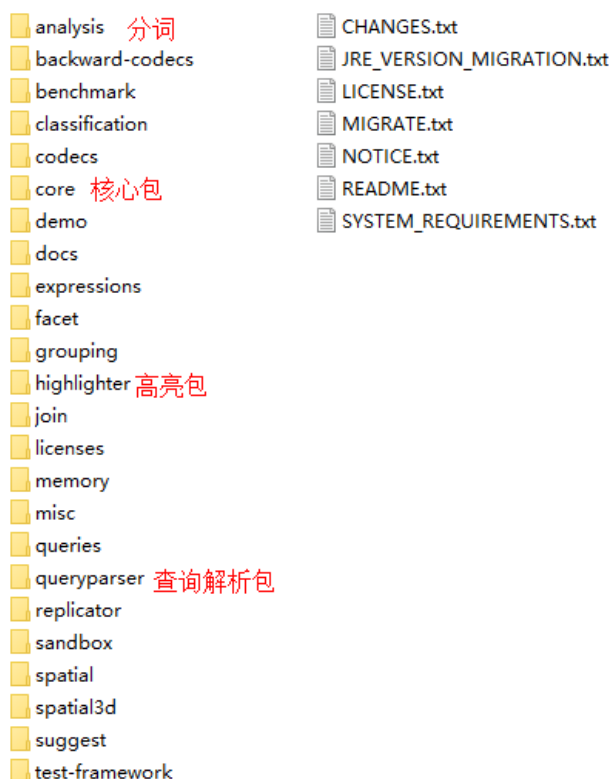 analysis 分词
backward-codecs
benchmark
classification
codecs
core 核心包
demo
docs
expressions
facet
grouping
highlighter 高亮包
join
licenses
memory
misc
queries
queryparser 查询解析包
replicator
sandbox
spatial
spatial3d
suggest
test-framework
CHANGES.txt
JRE_VERSION_MIGRATION.txt
LICENSE.txt
MIGRATE.txt
NOTICE.txt
README.txt
SYSTEM_REQUIREMENTS.txt